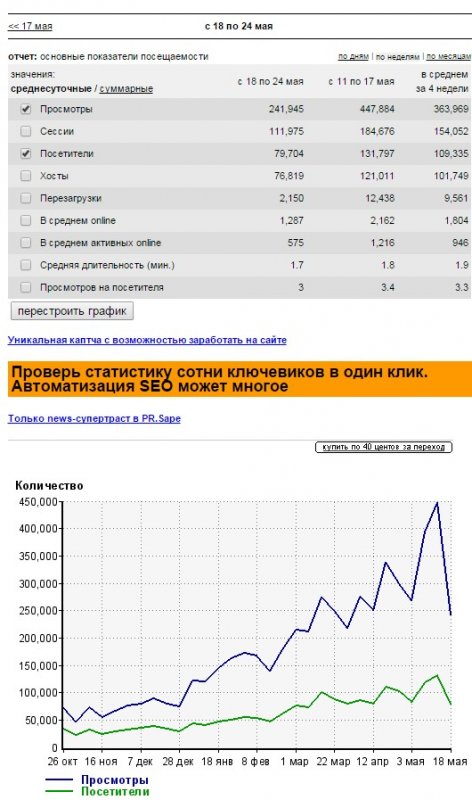 << 17 мая с 18 по 24 мая
отчет: основные показатели посещаемости по дням | по неделям | по месяцам
значения:
среднесуточные / суммарные с 18 по 24 мая с 11 по 17 мая в среднем за 4 недели
Просмотры 241,945 447,884 363,969
Сессии 111,975 184,676 154,052
Посетители 79,704 131,797 109,335
Хосты 76,819 121,011 101,749
Перезагрузки 2,150 12,438 9,561
В среднем online 1,287 2,162 1,804
В среднем активных online 575 1,216 946
Средняя длительность (мин.) 1.7 1.8 1.9
Просмотров на посетителя 3 3.4 3.3
перестроить график
Уникальная каптча с возможностью заработать на сайте
Проверь статистику сотни ключевиков в один клик.
Автоматизация SEO может многое
Только news-супертраст в PR.Sape
купить по 40 центов за переход
Количество
450,000
400,000
350,000
300,000
250,000
200,000
150,000
100,000
50,000
0
26 окт 16 ноя 7 дек 28 дек 18 янв 8 фев 1 мар 22 мар 12 апр 3 мая 18 мая
Просмотры
Посетители